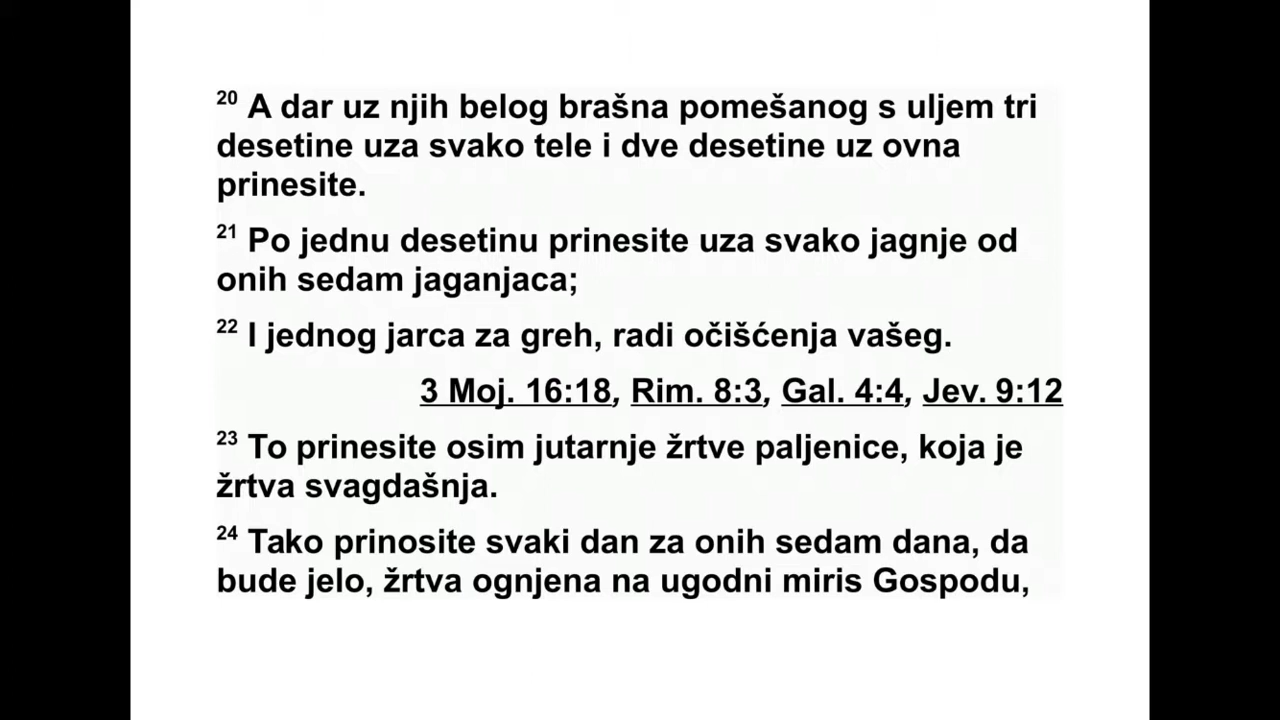 20 A dar uz njih belog brašna pomešanog s uljem tri
desetine uza svako tele i dve desetine uz ovna
prinesite.
21 Po jednu desetinu prinesite uza svako jagnje od
onih sedam jaganjaca;
22 I jednog jarca za greh, radi očišćenja vašeg.
3 Moj. 16:18, Rim. 8:3, Gal. 4:4, Jev. 9:12
23 To prinesite osim jutarnje žrtve paljenice, koja je
žrtva svagdašnja.
24 Tako prinosite svaki dan za onih sedam dana, da
bude jelo, žrtva ognjena na ugodni miris Gospodu,